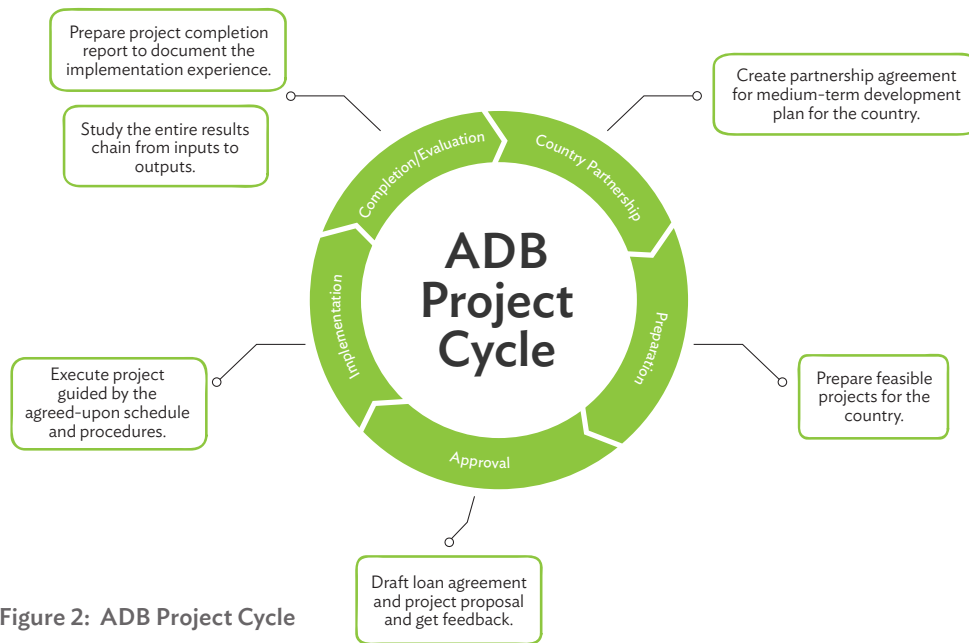 Prepare project completion
report to document the
implementation experience.
Study the entire results
chain from inputs to
outputs.
Create partnership agreement
for medium-term development
plan for the country.
Completion/Evaluation
Country Partnership
ADB
Project
Cycle
Implementation
Preparation
Approval
Execute project
guided by the
agreed-upon schedule
and procedures.
Prepare feasible
projects for the
country.
Draft loan agreement
and project proposal
and get feedback.
Figure 2: ADB Project Cycle